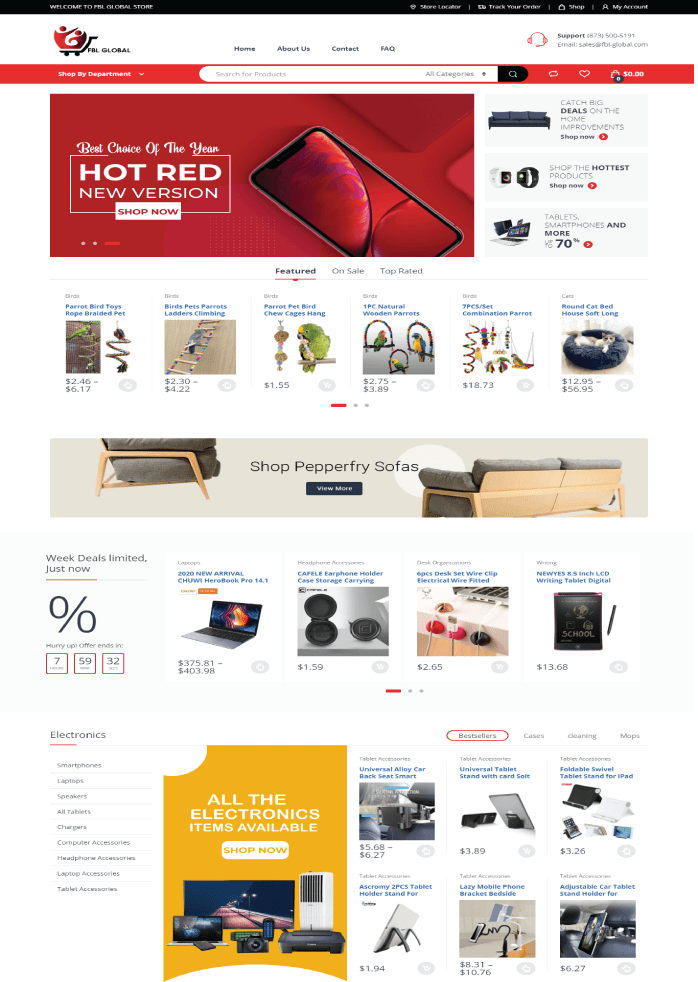 WELCOME TO FBL GLOBAL STORE
Store Locator | Track Your Order | Shop | My Account
FBL GLOBAL
Home About Us Contact FAQ
Support (873) 500-5191
Email: sales@fbl-global.com
Shop By Department
Search for Products All Categories
0 $0.00
Best Choice Of The Year
HOT RED
NEW VERSION
SHOP NOW
CATCH BIG
DEALS ON THE
HOME
IMPROVEMENTS
Shop now
SHOP THE HOTTEST
PRODUCTS
Shop now
TABLETS,
SMARTPHONES AND
MORE
UP TO 70%
Featured On Sale Top Rated
Birds
Parrot Bird Toys
Rope Braided Pet
$2.46 –
$6.17
Birds
Birds Pets Parrots
Ladders Climbing
$2.30 –
$4.22
Birds
Parrot Pet Bird
Chew Cages Hang
$1.55
Birds
1PC Natural
Wooden Parrots
$2.75 –
$3.89
Birds
7PCS/Set
Combination Parrot
$18.73
Cats
Round Cat Bed
House Soft Long
$12.95 –
$56.95
Shop Pepperfry Sofas
View More
Week Deals limited,
Just now
%
Hurry up! Offer ends in:
7 59 32
Laptops
2020 NEW ARRIVAL
CHUWI HeroBook Pro 14.1
$375.81 –
$403.98
Headphone Accessories
CAFELE Earphone Holder
Case Storage Carrying
CAFELE
$1.59
Desk Organizations
6pcs Desk Set Wire Clip
Electrical Wire Fitted
$2.65
Writing
NEWYES 8.5 Inch LCD
Writing Tablet Digital
SCHOOL
$13.68
Electronics
Bestsellers Cases cleaning Mops
Smartphones
Laptops
Speakers
All Tablets
Chargers
Computer Accessories
Headphone Accessories
Laptop Accessories
Tablet Accessories
ALL THE
ELECTRONICS
ITEMS AVAILABLE
SHOP NOW
Tablet Accessories
Universal Alloy Car
Back Seat Smart
$5.68 –
$6.27
Tablet Accessories
Universal Tablet
Stand with card Solt
$3.89
Tablet Accessories
Foldable Swivel
Tablet Stand for iPad
$3.26
Tablet Accessories
Ascromy 2PCS Tablet
Holder Stand For
$1.94
Tablet Accessories
Lazy Mobile Phone
Bracket Bedside
$8.31 –
$10.76
Tablet Accessories
Adjustable Car Tablet
Stand Holder for
$6.27